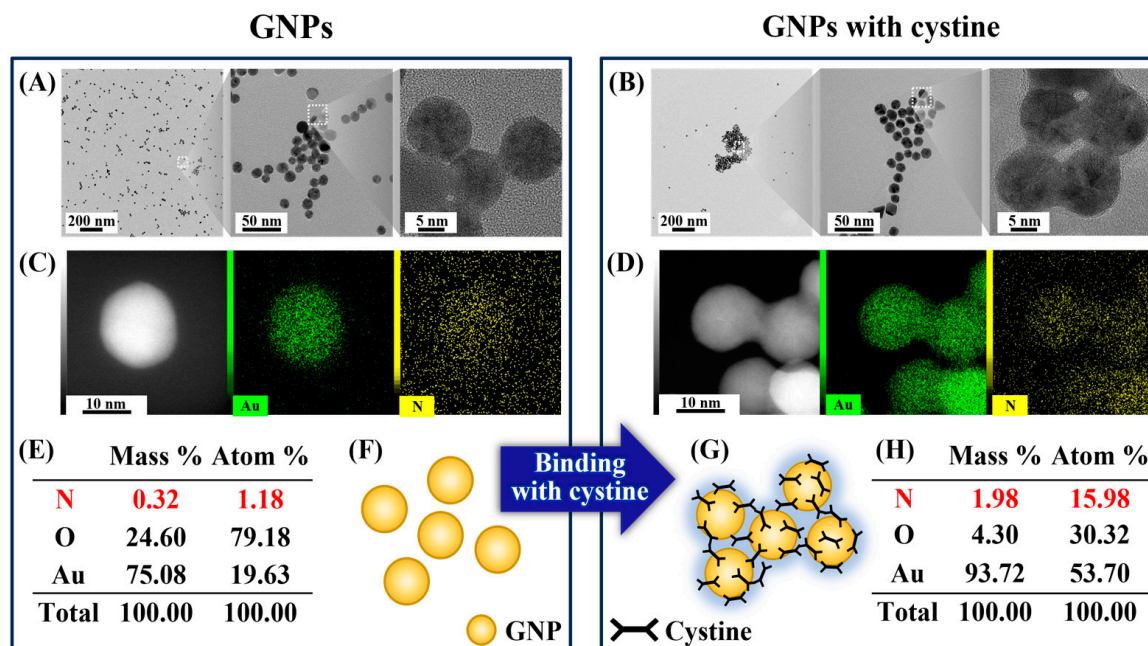 GNPs
GNPs with cystine
(A)
200 nm
50 nm
5 nm
(B)
200 nm
50 nm
5 nm
(C)
10 nm
Au
N
(D)
10 nm
Au
N
(E)
Mass % Atom %
N 0.32 1.18
O 24.60 79.18
Au 75.08 19.63
Total 100.00 100.00
(F)
GNP
Binding
with cystine
(G)
Cystine
(H)
Mass % Atom %
N 1.98 15.98
O 4.30 30.32
Au 93.72 53.70
Total 100.00 100.00